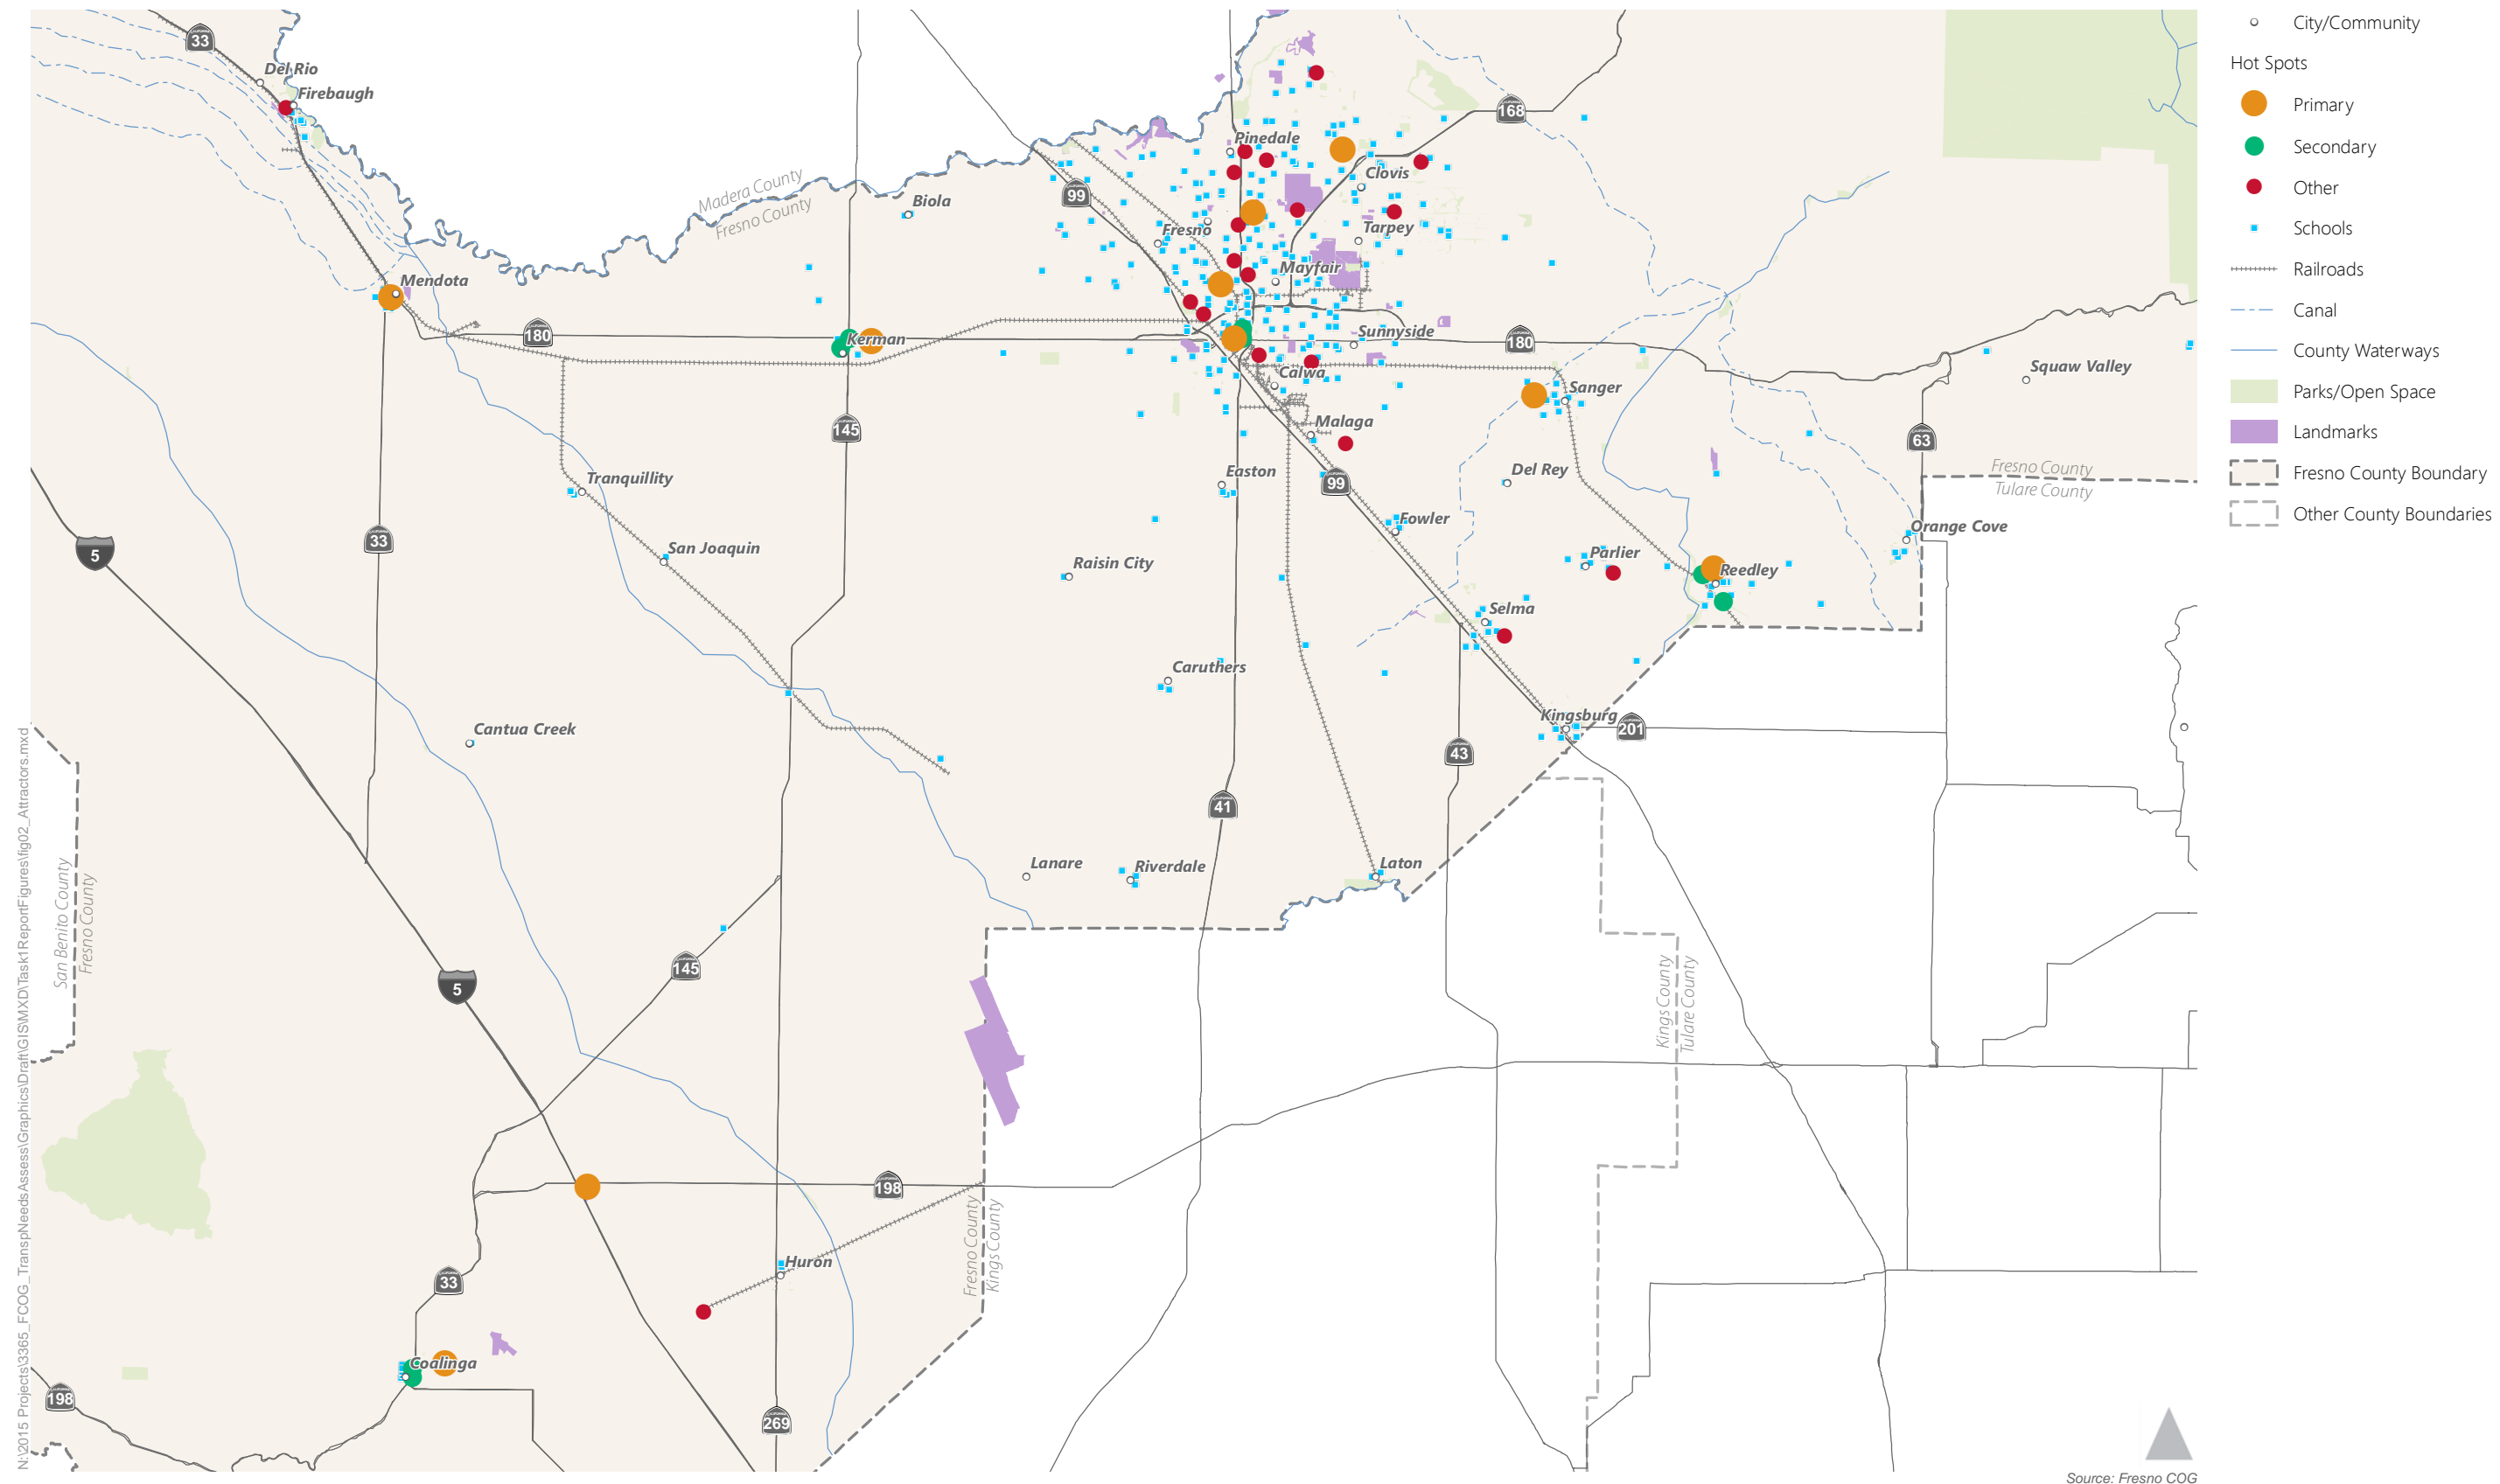 City/Community
Hot Spots
Primary
Secondary
Other
Schools
Railroads
Canal
County Waterways
Parks/Open Space
Landmarks
Fresno County Boundary
Other County Boundaries
33
Del Rio
Firebaugh
168
Pinedale
Clovis
Madera County
Fresno County
Biola
99
Fresno
Tarpey
Mayfair
Mendota
180
Kerman
Sunnyside
180
Squaw Valley
Calwa
Sanger
145
Malaga
63
Tranquillity
Easton
99
Del Rey
Fresno County
Tulare County
33
Fowler
Orange Cove
5
San Joaquin
Raisin City
Parlier
Reedley
Selma
Caruthers
Cantua Creek
Kingsburg
201
43
41
Lanare
Riverdale
Laton
San Benito County
Fresno County
145
5
Kings County
Tulare County
198
Fresno County
Kings County
Huron
33
Coalinga
198
269
N:\2015 Projects\3365_FCOG_TranspNeedsAssess\Graphics\Draft\GIS\MXD\Task1ReportFigures\fig02_Attractors.mxd
Source: Fresno COG